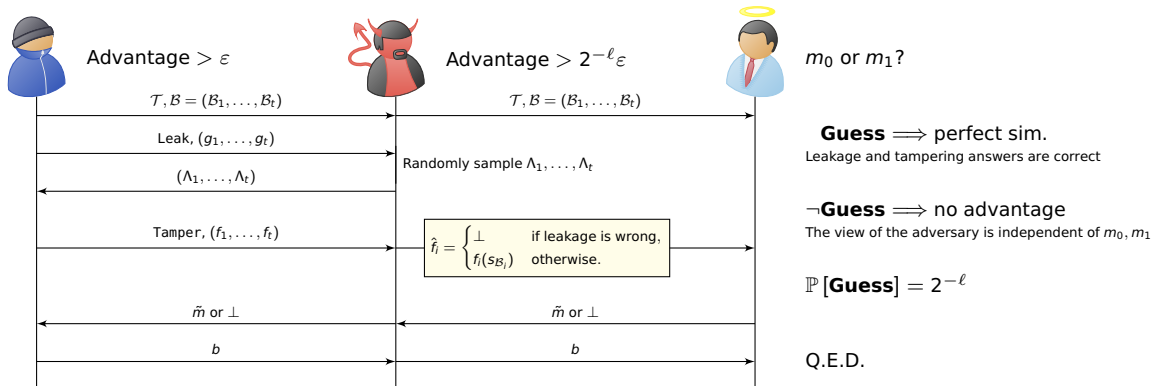 Advantage > ε
Advantage > 2^{−ℓ}ε
m₀ or m₁?
𝒯, ℬ = (ℬ₁, . . . , ℬₜ)
𝒯, ℬ = (ℬ₁, . . . , ℬₜ)
Leak, (g₁, . . . , gₜ)
Guess ⟹ perfect sim.
Leakage and tampering answers are correct
Randomly sample Λ₁, . . . , Λₜ
(Λ₁, . . . , Λₜ)
¬Guess ⟹ no advantage
The view of the adversary is independent of m₀, m₁
Tamper, (f₁, . . . , fₜ)
f̂ᵢ = { ⊥ if leakage is wrong,
fᵢ(s_{ℬᵢ}) otherwise.
ℙ [Guess] = 2^{−ℓ}
m̃ or ⊥
m̃ or ⊥
b
b
Q.E.D.